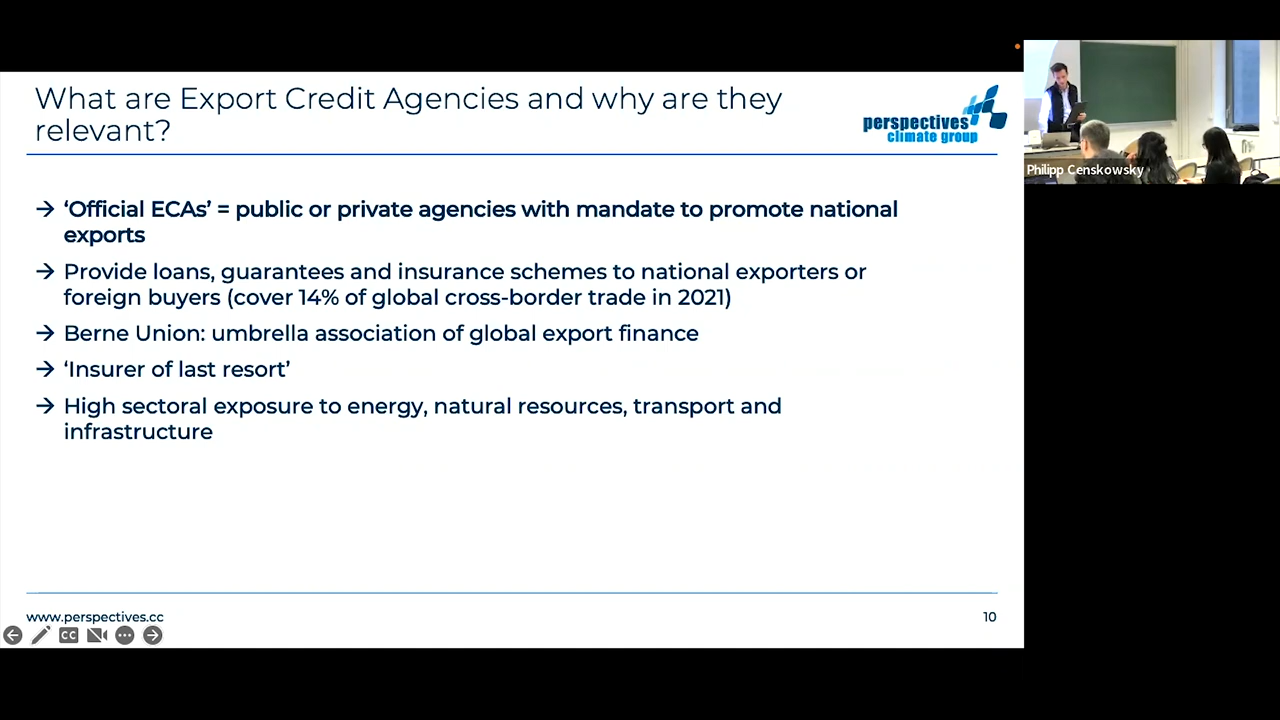 What are Export Credit Agencies and why are they
relevant?
perspectives
climate group
Philipp Censkowsky
→ ‘Official ECAs’ = public or private agencies with mandate to promote national
exports
→ Provide loans, guarantees and insurance schemes to national exporters or
foreign buyers (cover 14% of global cross-border trade in 2021)
→ Berne Union: umbrella association of global export finance
→ ‘Insurer of last resort’
→ High sectoral exposure to energy, natural resources, transport and
infrastructure
www.perspectives.cc
10
CC